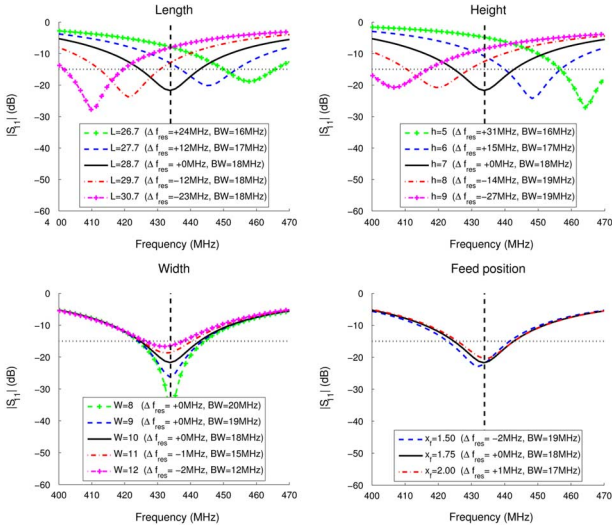 Length
0
−10
−20
−30
−40
−50
−60
|S11| (dB)
L=26.7 (Δ fres=+24MHz, BW=16MHz)
L=27.7 (Δ fres=+12MHz, BW=17MHz)
L=28.7 (Δ fres=+0MHz, BW=18MHz)
L=29.7 (Δ fres=−12MHz, BW=18MHz)
L=30.7 (Δ fres=−23MHz, BW=18MHz)
4 00 410 420 430 440 450 460 470
Frequency (MHz)
Height
0
−10
−20
−30
−40
−50
−60
|S11| (dB)
h=5 (Δ fres=+31MHz, BW=16MHz)
h=6 (Δ fres=+15MHz, BW=17MHz)
h=7 (Δ fres=+0MHz, BW=18MHz)
h=8 (Δ fres=−14MHz, BW=19MHz)
h=9 (Δ fres=−27MHz, BW=19MHz)
4 00 410 420 430 440 450 460 470
Frequency (MHz)
Width
0
−10
−20
−30
−40
−50
−60
|S11| (dB)
W=8 (Δ fres=+0MHz, BW=20MHz)
W=9 (Δ fres=+0MHz, BW=19MHz)
W=10 (Δ fres=+0MHz, BW=18MHz)
W=11 (Δ fres=−1MHz, BW=15MHz)
W=12 (Δ fres=−2MHz, BW=12MHz)
400 410 420 430 440 450 460 470
Frequency (MHz)
Feed position
0
−10
−20
−30
−40
−50
−60
|S11| (dB)
xf=1.50 (Δ fres=−2MHz, BW=19MHz)
xf=1.75 (Δ fres=+0MHz, BW=18MHz)
xf=2.00 (Δ fres=+1MHz, BW=17MHz)
400 410 420 430 440 450 460 470
Frequency (MHz)